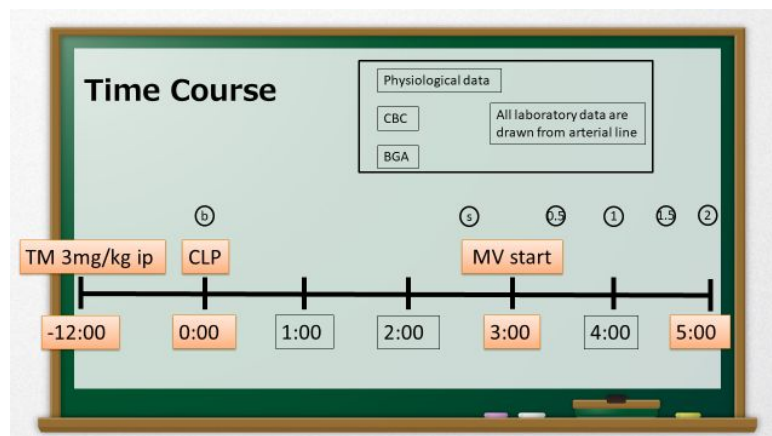 Time Course
Physiological data
CBC
BGA
All laboratory data are
drawn from arterial line
b
s
0.5
1
1.5
2
TM 3mg/kg ip
CLP
MV start
-12:00
0:00
1:00
2:00
3:00
4:00
5:00